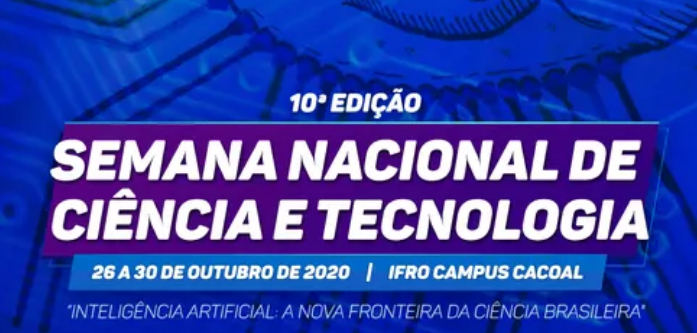 10ª EDIÇÃO
SEMANA NACIONAL DE
CIÊNCIA E TECNOLOGIA
26 A 30 DE OUTUBRO DE 2020 | IFRO CAMPUS CACOAL
"INTELIGÊNCIA ARTIFICIAL: A NOVA FRONTEIRA DA CIÊNCIA BRASILEIRA"